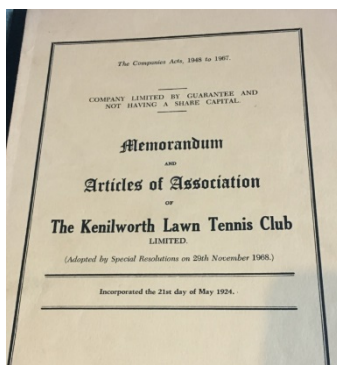 The Companies Acts, 1948 to 1967.
COMPANY LIMITED BY GUARANTEE AND
NOT HAVING A SHARE CAPITAL.
Memorandum
AND
Articles of Association
OF
The Kenilworth Lawn Tennis Club
LIMITED.
(Adopted by Special Resolutions on 29th November 1968.)
Incorporated the 21st day of May 1924.